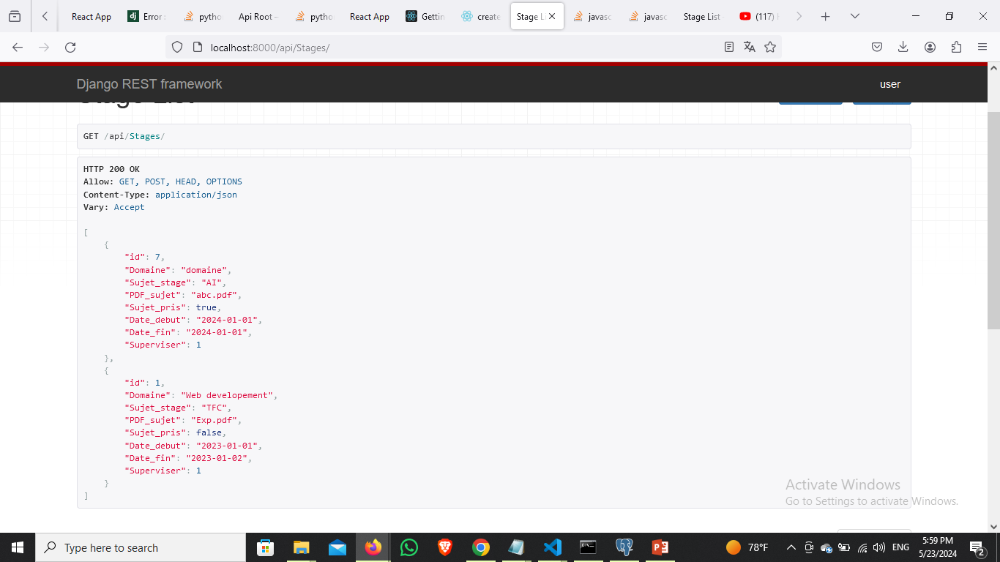 React App
Error
pytho
Api Root –
pytho
React App
Gettin
create
Stage Li
javasc
javasc
Stage List –
(117)
localhost:8000/api/Stages/
Django REST framework
user
Stage List
GET /api/Stages/
HTTP 200 OK
Allow: GET, POST, HEAD, OPTIONS
Content-Type: application/json
Vary: Accept
[
{
"id": 7,
"Domaine": "domaine",
"Sujet_stage": "AI",
"PDF_sujet": "abc.pdf",
"Sujet_pris": true,
"Date_debut": "2024-01-01",
"Date_fin": "2024-01-01",
"Superviser": 1
},
{
"id": 1,
"Domaine": "Web developement",
"Sujet_stage": "TFC",
"PDF_sujet": "Exp.pdf",
"Sujet_pris": false,
"Date_debut": "2023-01-01",
"Date_fin": "2023-01-02",
"Superviser": 1
}
]
Activate Windows
Go to Settings to activate Windows.
Type here to search
78°F
ENG
5:59 PM
5/23/2024
2